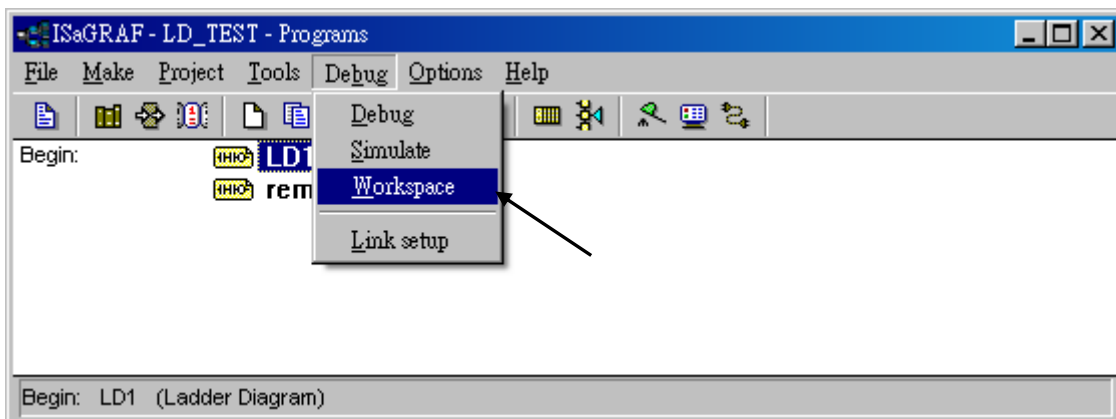 ISaGRAF - LD_TEST - Programs
File Make Project Tools Debug Options Help
Debug
Begin: LD1
Simulate
rem
Workspace
Link setup
Begin: LD1 (Ladder Diagram)